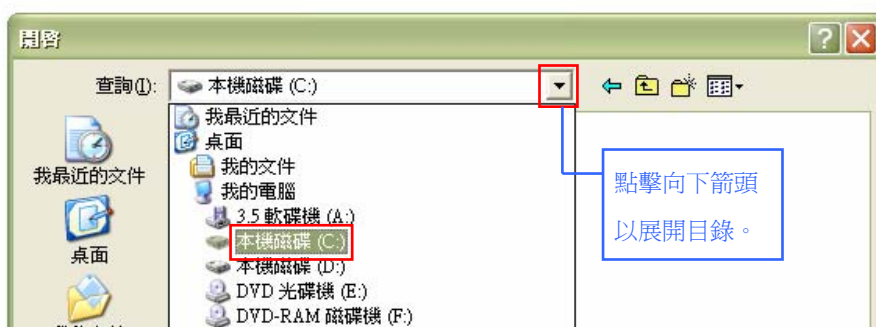 開啓
查詢(I):
本機磁碟 (C:)
我最近的文件
桌面
我的文件
我的電腦
3.5 軟碟機 (A:)
本機磁碟 (C:)
本機磁碟 (D:)
DVD 光碟機 (E:)
DVD-RAM 磁碟機 (F:)
我最近的文件
桌面
點擊向下箭頭
以展開目錄。